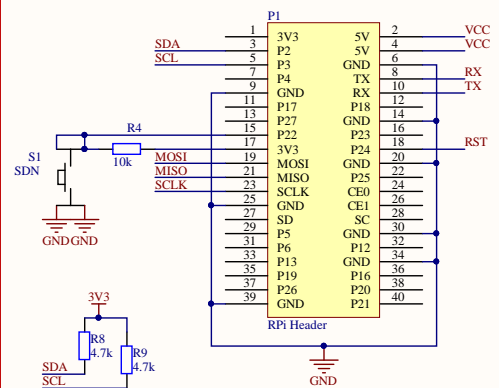 P1
1 3V3 5V 2 VCC
SDA 3 P2 5V 4 VCC
SCL 5 P3 GND 6
7 P4 TX 8 RX
9 GND RX 10 TX
11 P17 P18 12
13 P27 GND 14
R4 15 P22 P23 16
S1 10k 17 3V3 P24 18 RST
SDN MOSI 19 MOSI GND 20
MISO 21 MISO P25 22
SCLK 23 SCLK CE0 24
25 GND CE1 26
27 SD SC 28
GND GND 29 P5 GND 30
31 P6 P12 32
33 P13 GND 34
35 P19 P16 36
37 P26 P20 38
3V3 39 GND P21 40
RPi Header
R8 R9
4.7k 4.7k
SDA
SCL
GND